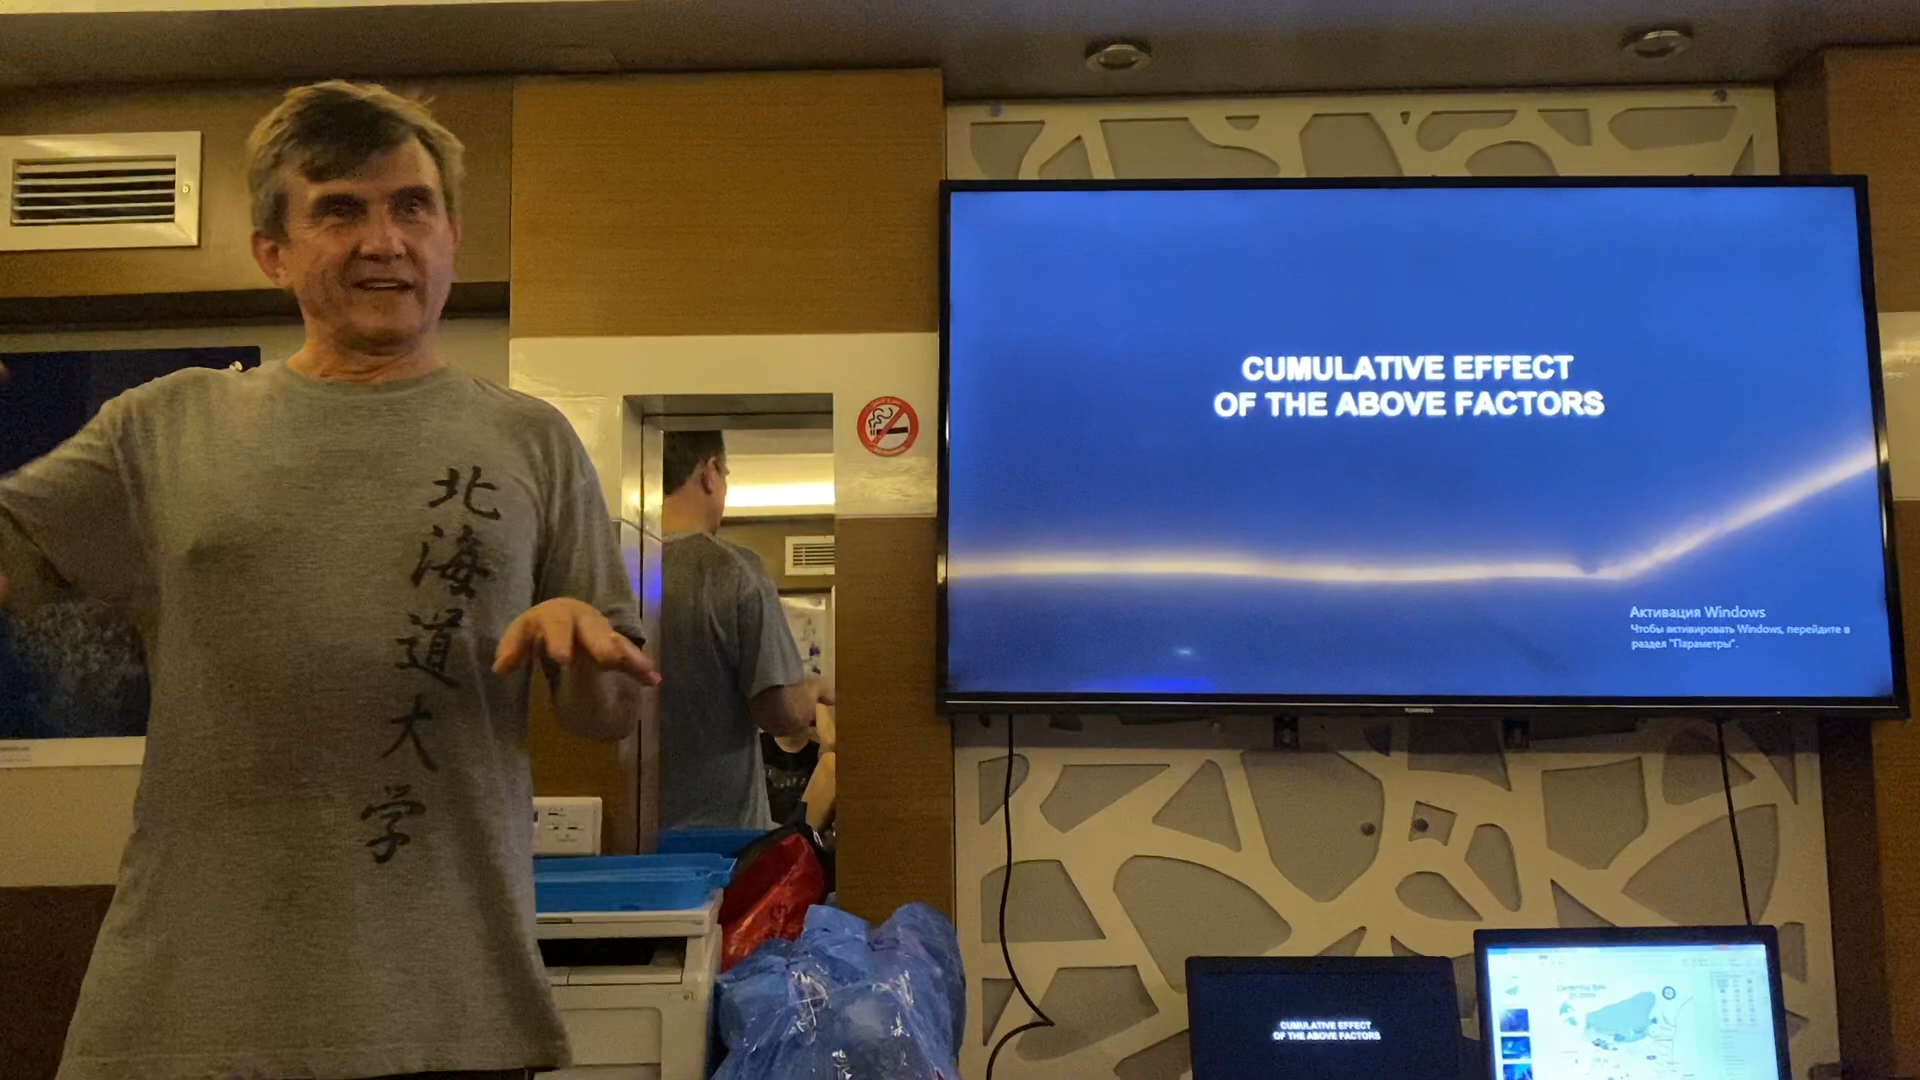 北海道大学
CUMULATIVE EFFECT
OF THE ABOVE FACTORS
Активация Windows
Чтобы активировать Windows, перейдите в
раздел "Параметры".
CUMULATIVE EFFECT
OF THE ABOVE FACTORS